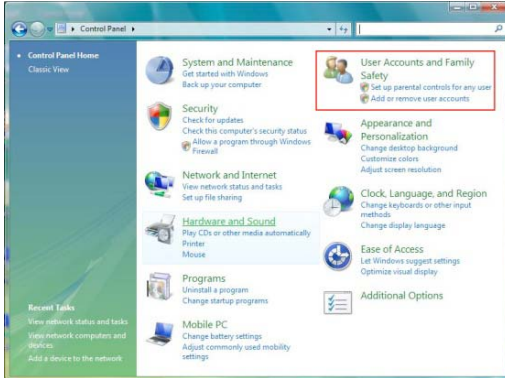 Control Panel
Control Panel Home
Classic View
System and Maintenance
Get started with Windows
Back up your computer
Security
Check for updates
Check this computer's security status
Allow a program through Windows
Firewall
Network and Internet
View network status and tasks
Set up file sharing
Hardware and Sound
Play CDs or other media automatically
Printer
Mouse
Programs
Uninstall a program
Change startup programs
Mobile PC
Change battery settings
Adjust commonly used mobility
settings
User Accounts and Family
Safety
Set up parental controls for any user
Add or remove user accounts
Appearance and
Personalization
Change desktop background
Customize colors
Adjust screen resolution
Clock, Language, and Region
Change keyboards or other input
methods
Change display language
Ease of Access
Let Windows suggest settings
Optimize visual display
Additional Options
Recent Tasks
View network status and tasks
View network computers and
devices
Add a device to the network